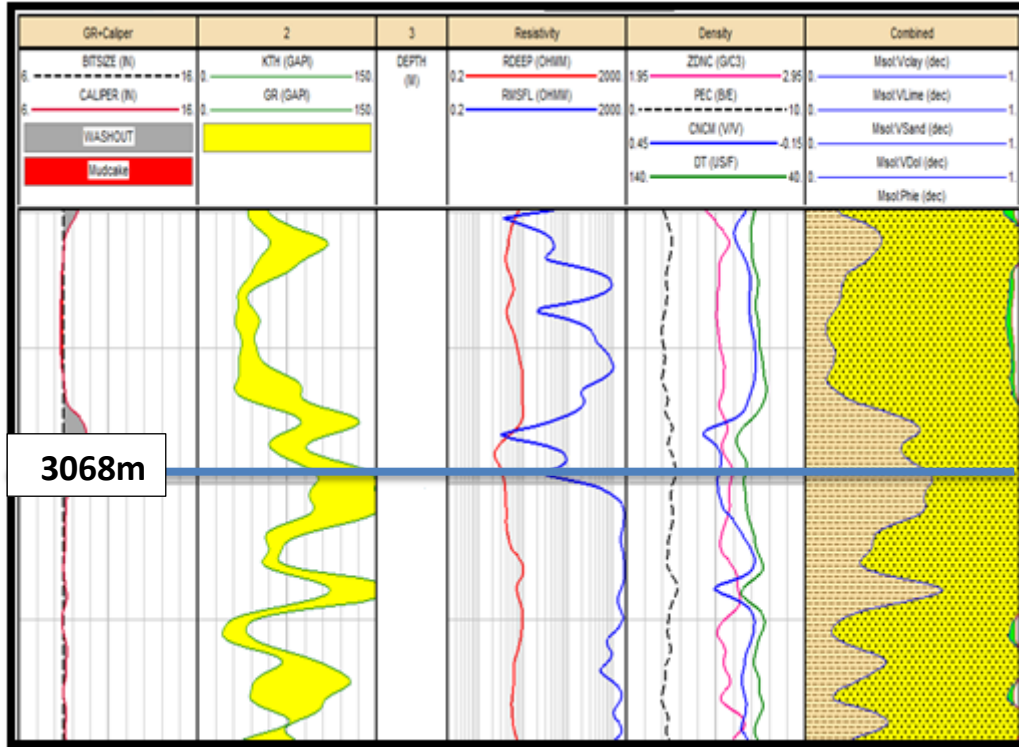 GR+Caliper 2 3 Resistivity Density Combined
BITSIZE (IN)
6. 16.
CALIPER (IN)
6. 16.
WASHOUT
Mudcake
KTH (GAPI)
0. 150.
GR (GAPI)
0. 150.
DEPTH
(M)
RDEEP (OHMM)
0.2 2000.
RMSFL (OHMM)
0.2 2000.
ZDNC (G/C3)
1.95 2.95
PEC (B/E)
0. 10.
CNCM (V/V)
0.45 -0.15
DT (US/F)
140. 40.
Msol:Vclay (dec)
0. 1.
Msol:VLime (dec)
0. 1.
Msol:VSand (dec)
0. 1.
Msol:VDol (dec)
0. 1.
Msol:Phie (dec)
3068m